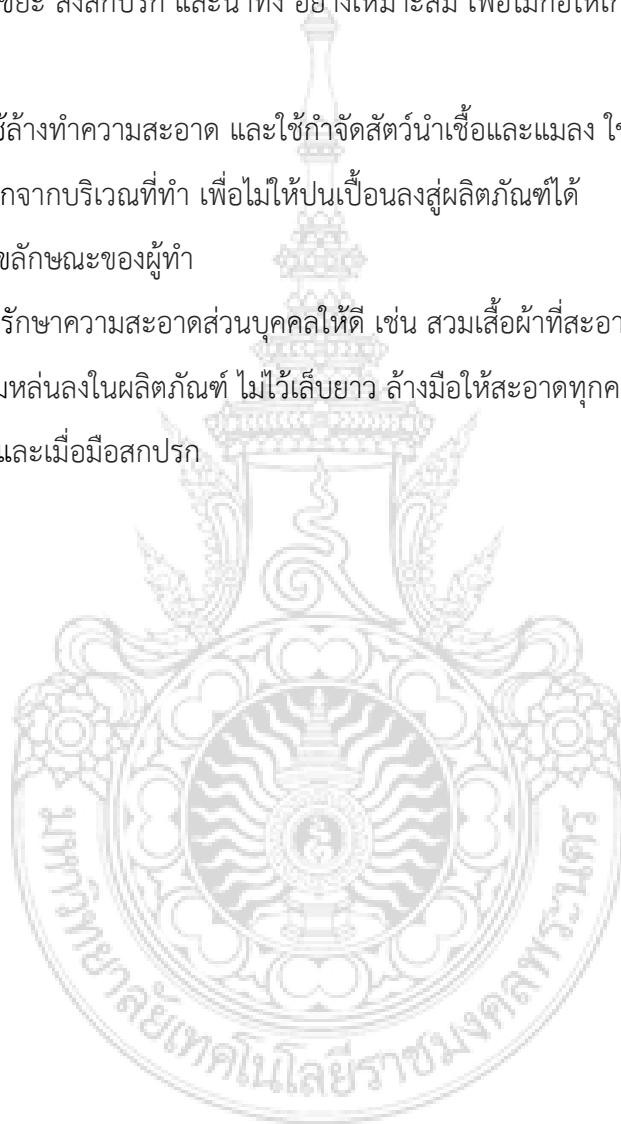 ขยะ สิ่งสกปรก และน้ำทิ้ง อย่างเหมาะสม เพื่อไม่ก่อให้เก
ช้ล้างทำความสะอาด และใช้กำจัดสัตว์นำเชื้อและแมลง ใช
กจากบริเวณที่ทำ เพื่อไม่ให้ปนเปื้อนลงสู่ผลิตภัณฑ์ได้
ขลักษณะของผู้ทำ
รักษาความสะอาดส่วนบุคคลให้ดี เช่น สวมเสื้อผ้าที่สะอา
มหล่นลงในผลิตภัณฑ์ ไม่ไว้เล็บยาว ล้างมือให้สะอาดทุกค
และเมื่อมือสกปรก
มหาวิทยาลัยเทคโนโลยีราชมงคลพระนคร